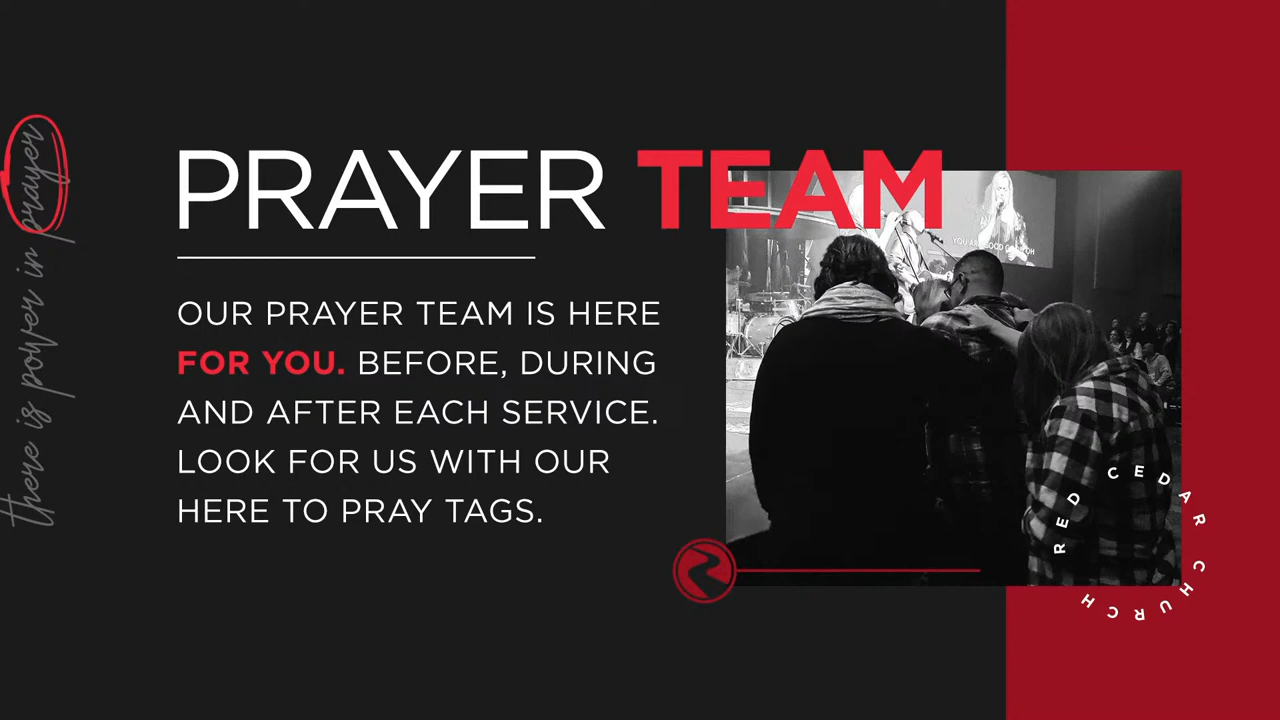 there is power in prayer
PRAYER TEAM
OUR PRAYER TEAM IS HERE
FOR YOU. BEFORE, DURING
AND AFTER EACH SERVICE.
LOOK FOR US WITH OUR
HERE TO PRAY TAGS.
RED CEDAR CHURCH